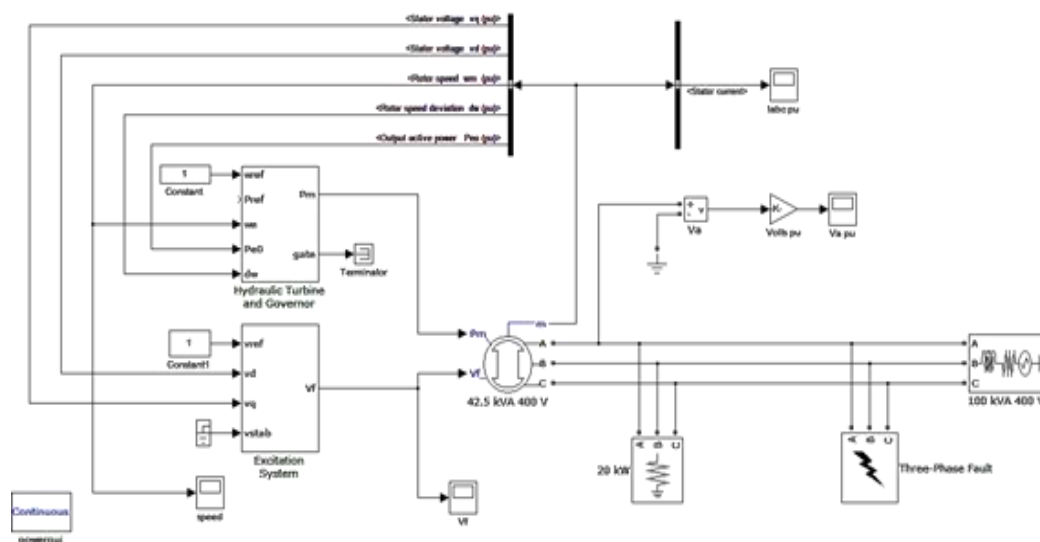 <Stator voltage vq (pu)>
<Stator voltage vd (pu)>
<Rotor speed wm (pu)>
<Rotor speed deviation dw (pu)>
<Output active power Peo (pu)>
<Stator current>
Iabc pu
1
Constant
wref
Pref
we
Pe0
dw
Pm
gate
Hydraulic Turbine
and Governor
Terminator
+
-
v
Va
K-
Volts pu
Va pu
1
Constant1
vref
vd
vq
vstab
Vf
Excitation
System
Pm
Vf
m
A
B
C
42.5 kVA 400 V
A
B
C
100 kVA 400 V
A B C
20 kW
A B C
Three-Phase Fault
Continuous
powergui
speed
Vf